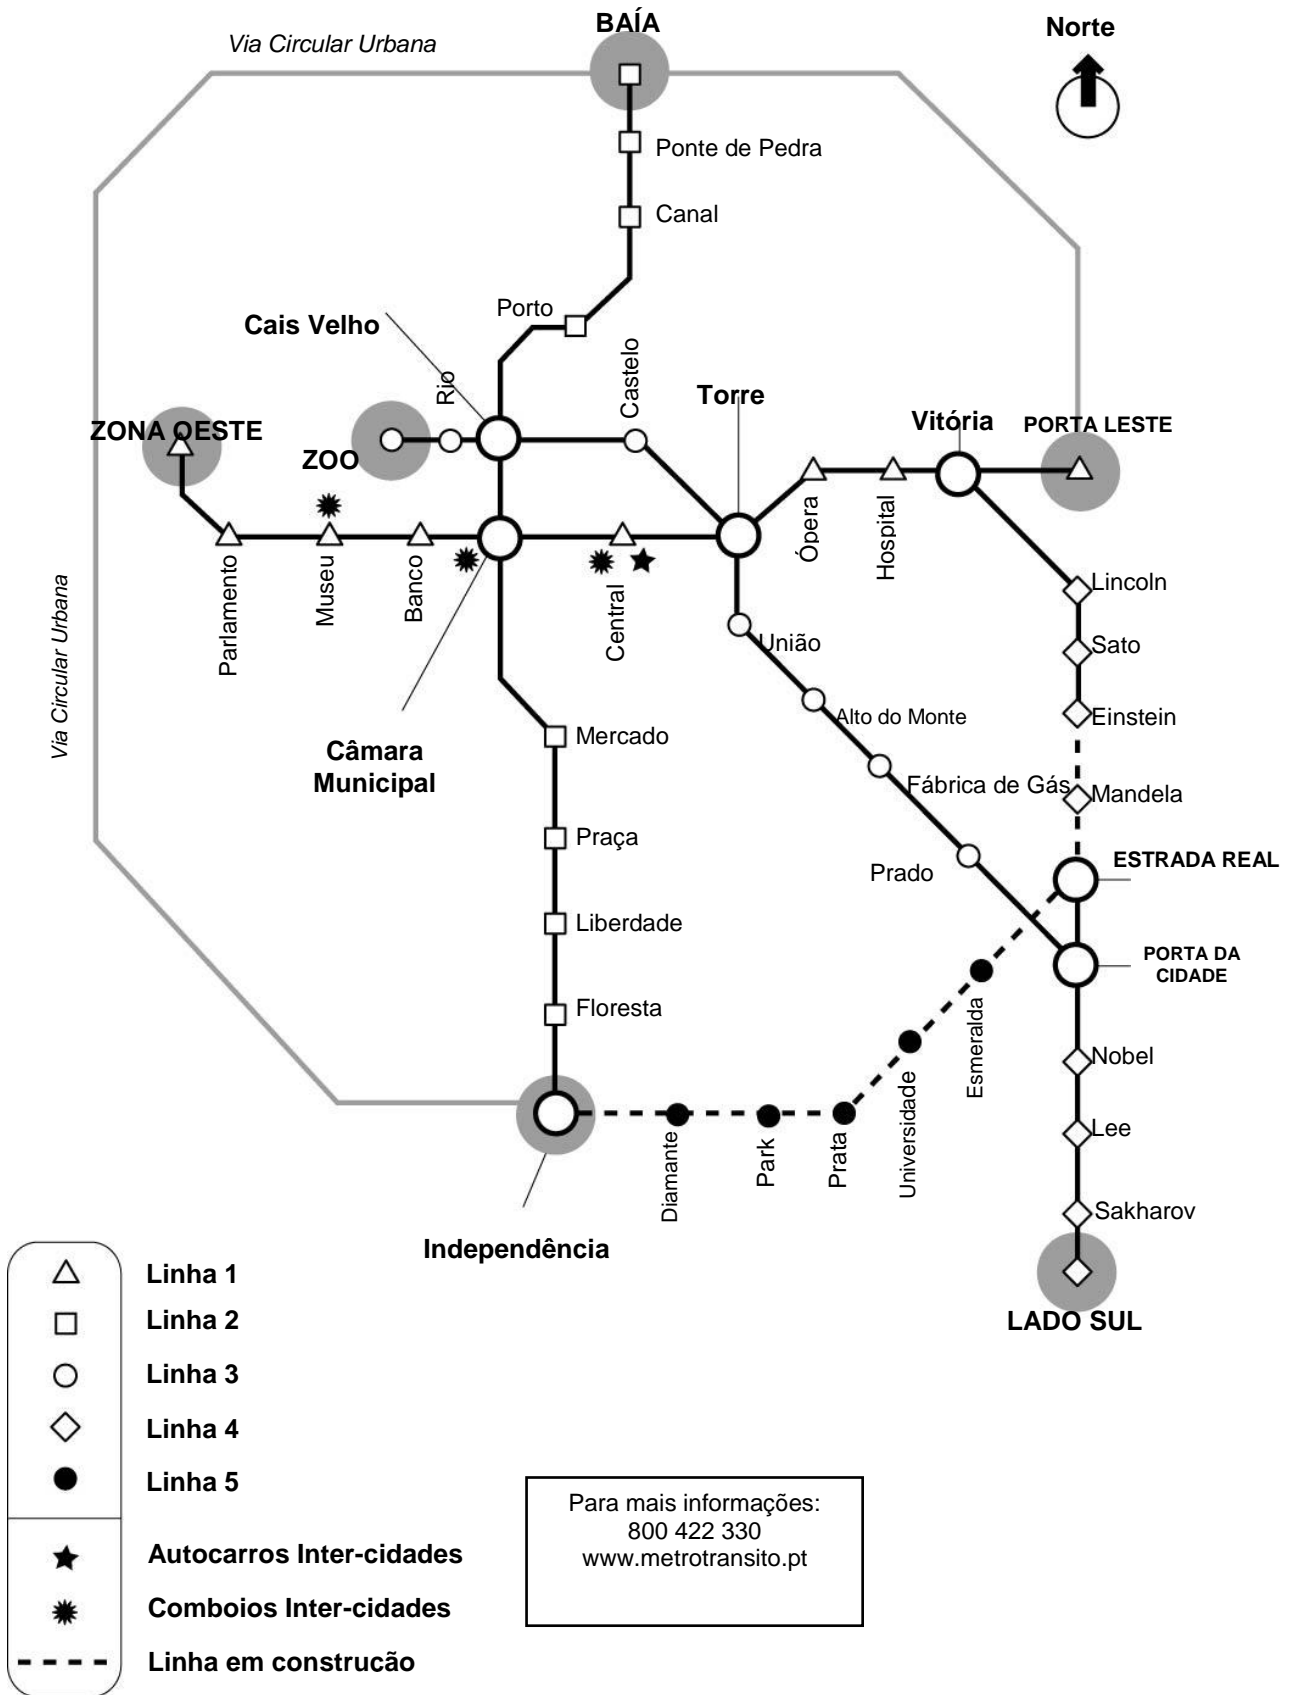 BAÍA
Norte
Via Circular Urbana
Ponte de Pedra
Canal
Porto
Cais Velho
Rio
Castelo
Torre
Vitória
PORTA LESTE
ZONA OESTE
ZOO
Ópera
Hospital
Parlamento
Museu
Banco
Central
Lincoln
Sato
Einstein
União
Alto do Monte
Fábrica de Gás
Mandela
Via Circular Urbana
Câmara
Municipal
Mercado
Praça
Prado
ESTRADA REAL
Liberdade
PORTA DA
CIDADE
Floresta
Esmeralda
Nobel
Universidade
Lee
Diamante
Park
Prata
Sakharov
Independência
LADO SUL
Linha 1
Linha 2
Linha 3
Linha 4
Linha 5
Autocarros Inter-cidades
Comboios Inter-cidades
Linha em construcão
Para mais informações:
800 422 330
www.metrotransito.pt